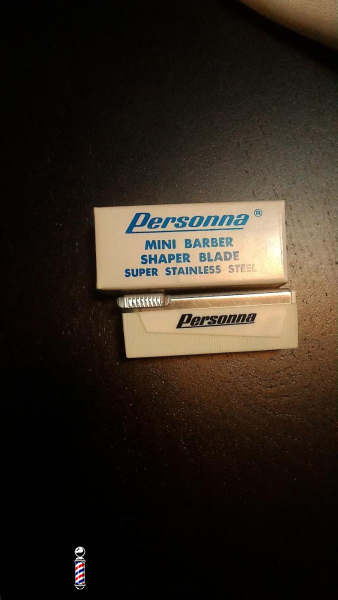 Personna®
MINI BARBER
SHAPER BLADE
SUPER STAINLESS STEEL
Personna